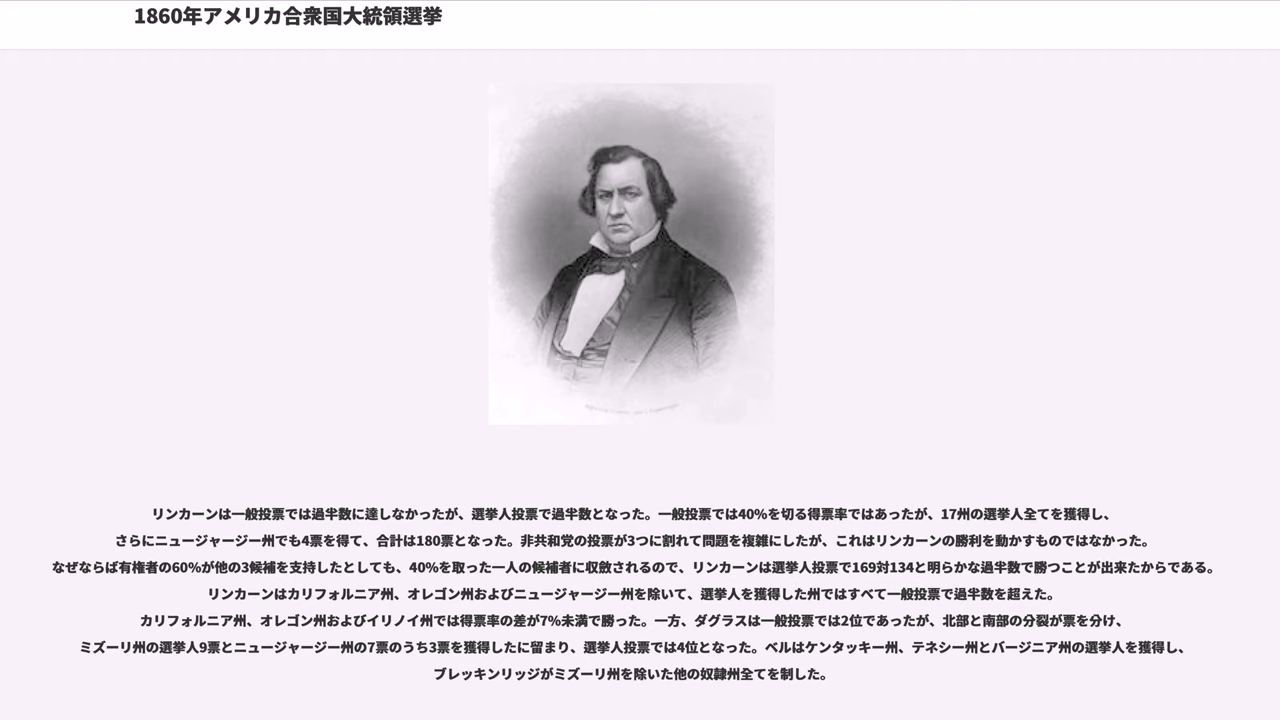 1860年アメリカ合衆国大統領選挙
リンカーンは一般投票では過半数に達しなかったが、選挙人投票で過半数となった。一般投票では40%を切る得票率ではあったが、17州の選挙人全てを獲得し、
さらにニュージャージー州でも4票を得て、合計は180票となった。非共和党の投票が3つに割れて問題を複雑にしたが、これはリンカーンの勝利を動かすものではなかった。
なぜならば有権者の60%が他の3候補を支持したとしても、40%を取った一人の候補者に収斂されるので、リンカーンは選挙人投票で169対134と明らかな過半数で勝つことが出来たからである。
リンカーンはカリフォルニア州、オレゴン州およびニュージャージー州を除いて、選挙人を獲得した州ではすべて一般投票で過半数を超えた。
カリフォルニア州、オレゴン州およびイリノイ州では得票率の差が7%未満で勝った。一方、ダグラスは一般投票では2位であったが、北部と南部の分裂が票を分け、
ミズーリ州の選挙人9票とニュージャージー州の7票のうち3票を獲得したに留まり、選挙人投票では4位となった。ベルはケンタッキー州、テネシー州とバージニア州の選挙人を獲得し、
ブレッキンリッジがミズーリ州を除いた他の奴隷州全てを制した。